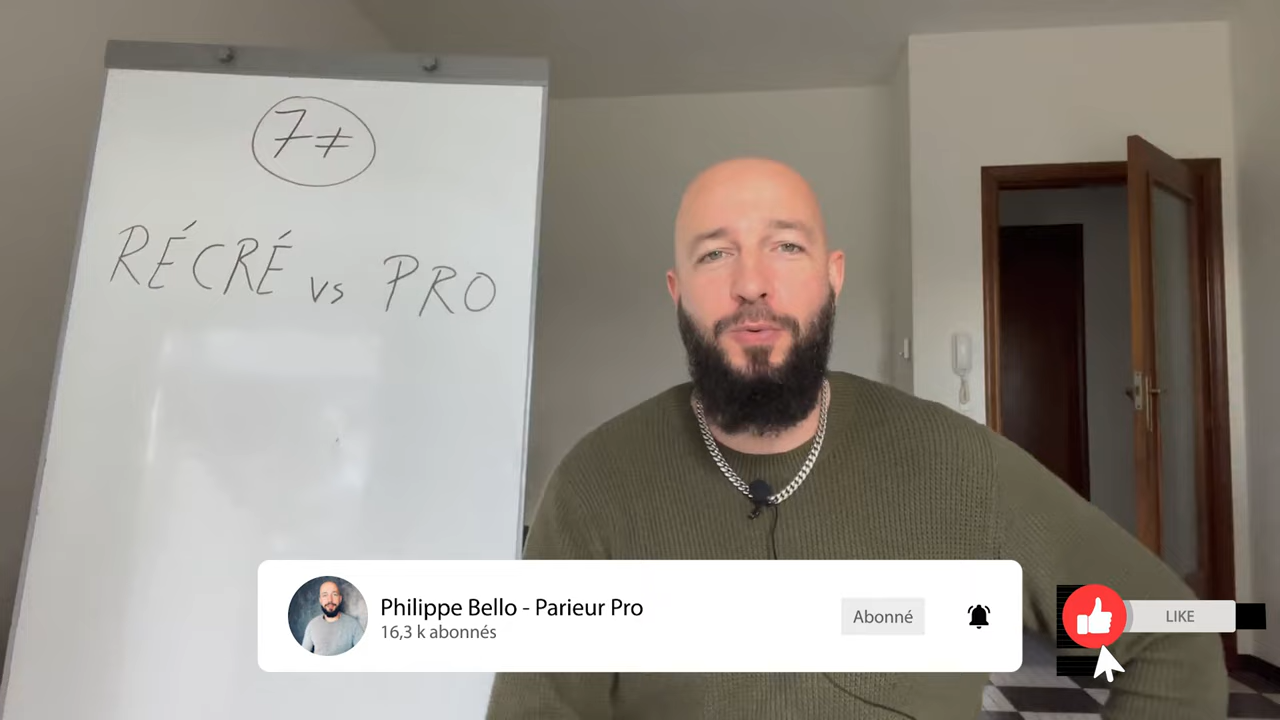 7≠
RÉCRÉ vs PRO
Philippe Bello - Parieur Pro
16,3 k abonnés
Abonné
LIKE